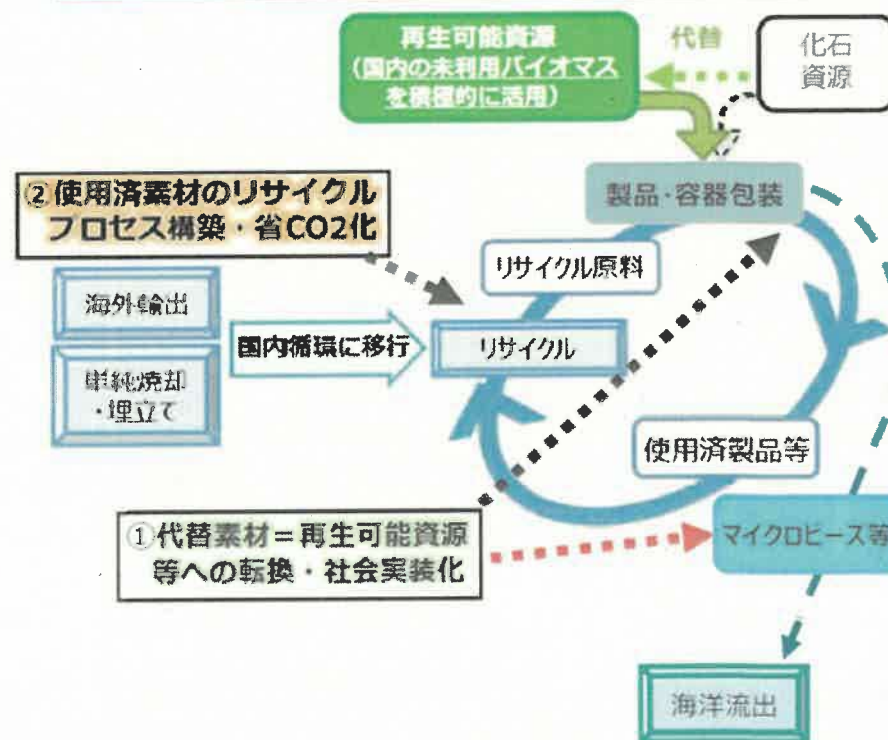 再生可能資源
(国内の未利用バイオマス
を積極的に活用)
代替
化石
資源
②使用済素材のリサイクル
プロセス構築・省CO2化
製品・容器包装
リサイクル原料
海外輸出
国内循環に移行
リサイクル
単純焼却
・埋立て
使用済製品等
①代替素材=再生可能資源
等への転換・社会実装化
マイクロビーズ等
海洋流出